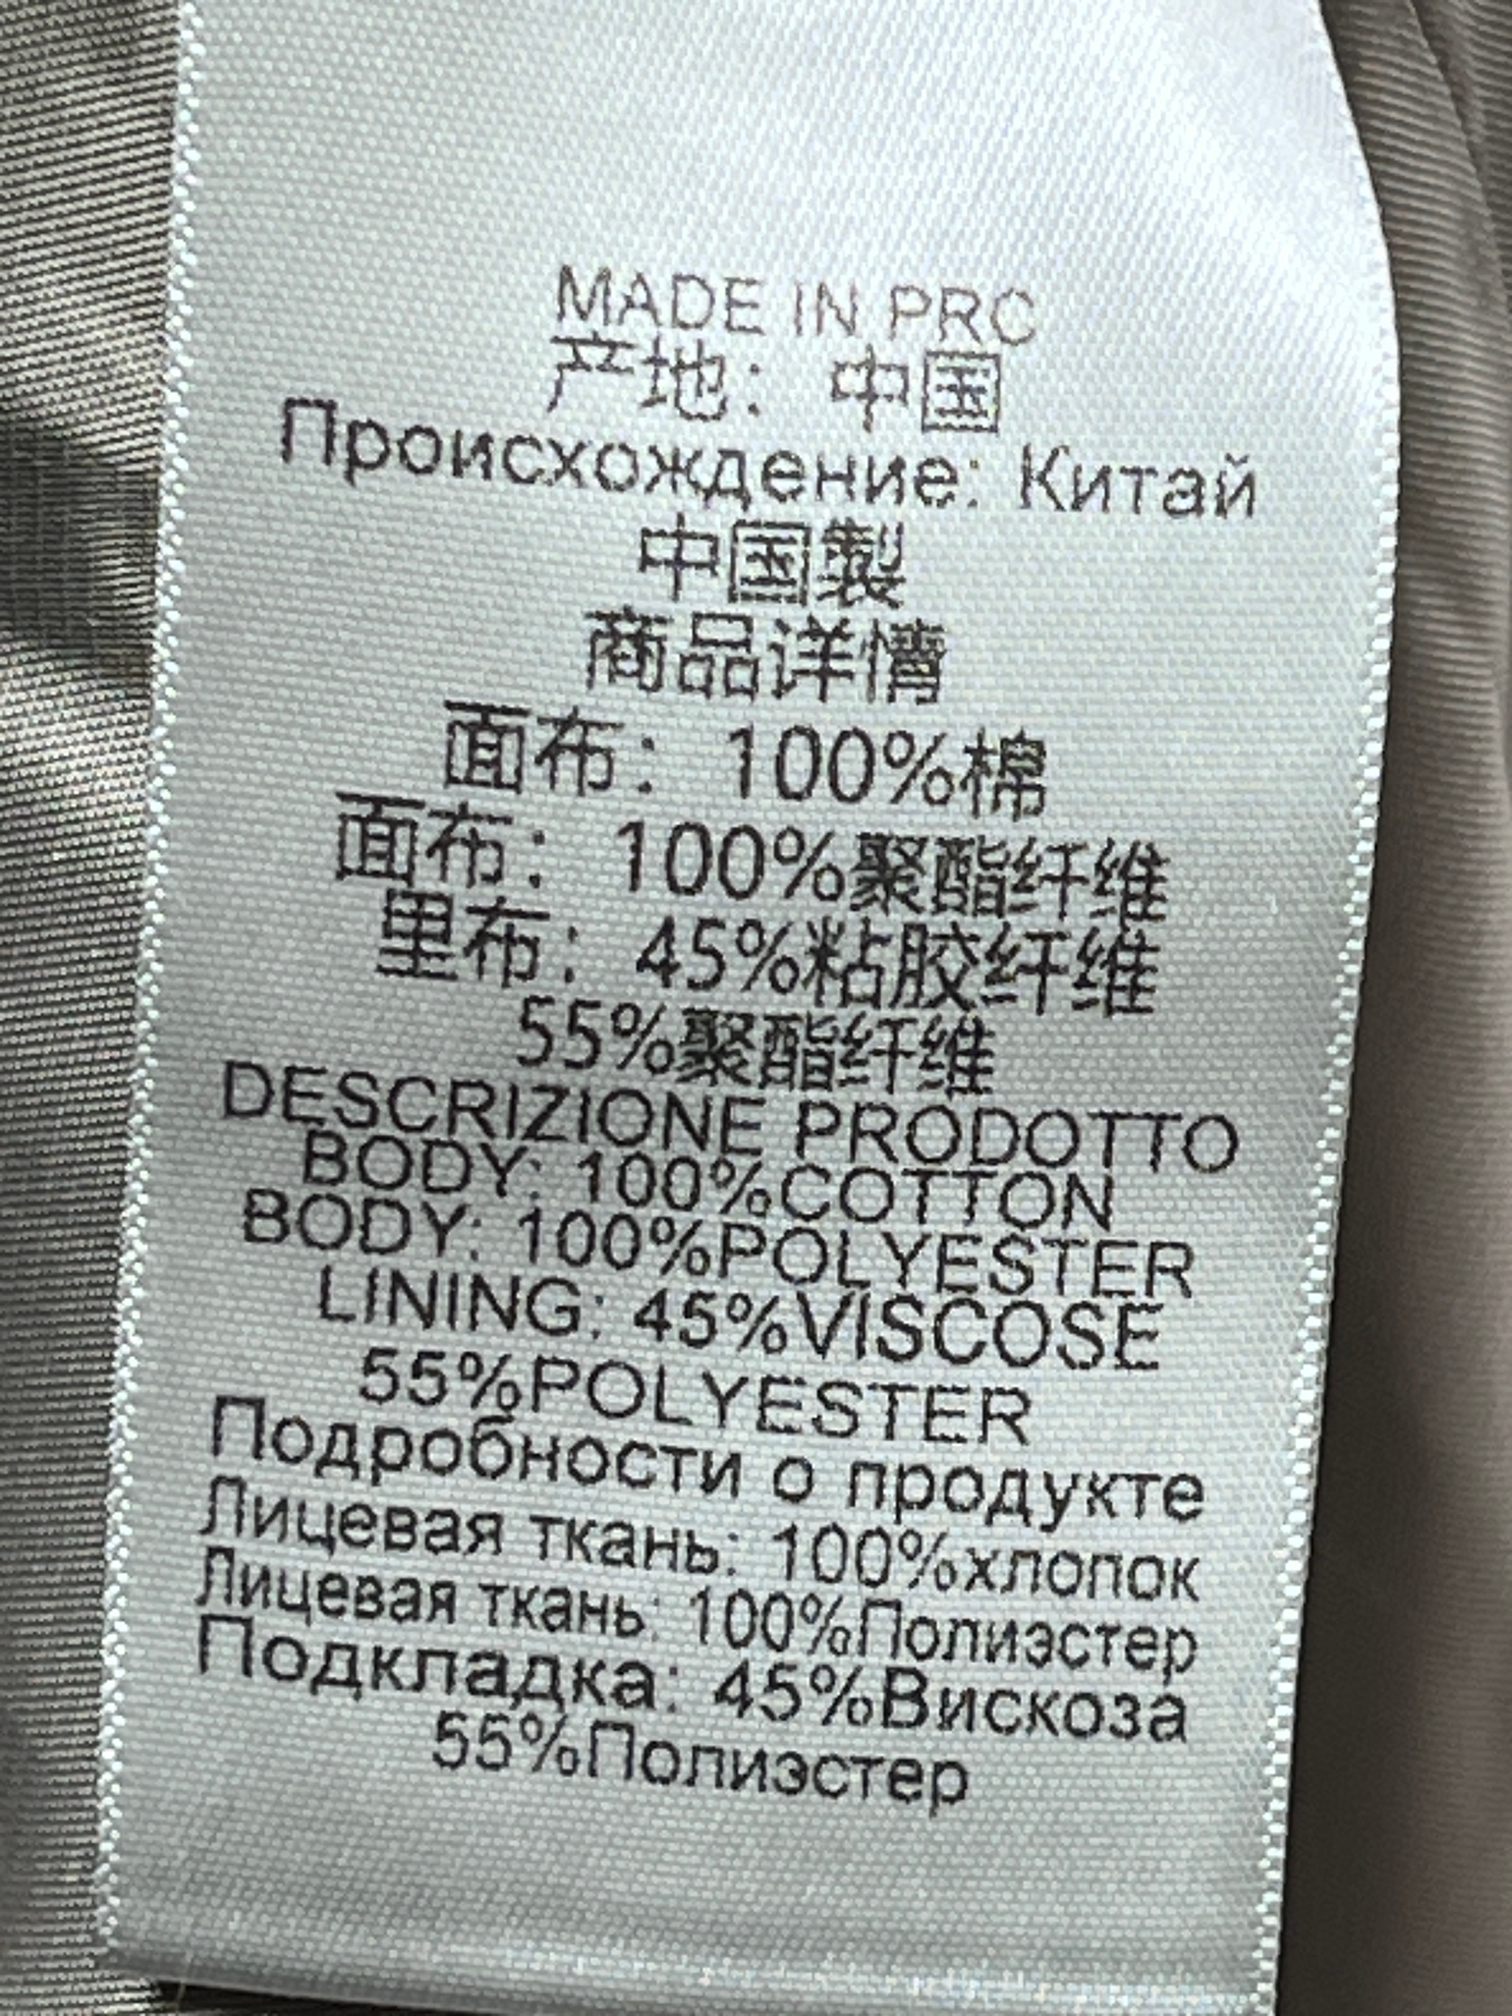 MADE IN PRC
产地：中国
Происхождение: Китай
中国製
商品详情
面布：100%棉
面布：100%聚酯纤维
里布：45%粘胶纤维
55%聚酯纤维
DESCRIZIONE PRODOTTO
BODY: 100%COTTON
BODY: 100%POLYESTER
LINING: 45%VISCOSE
55%POLYESTER
Подробности о продукте
Лицевая ткань: 100%хлопок
Лицевая ткань: 100%Полиэстер
Подкладка: 45%Вискоза
55%Полиэстер